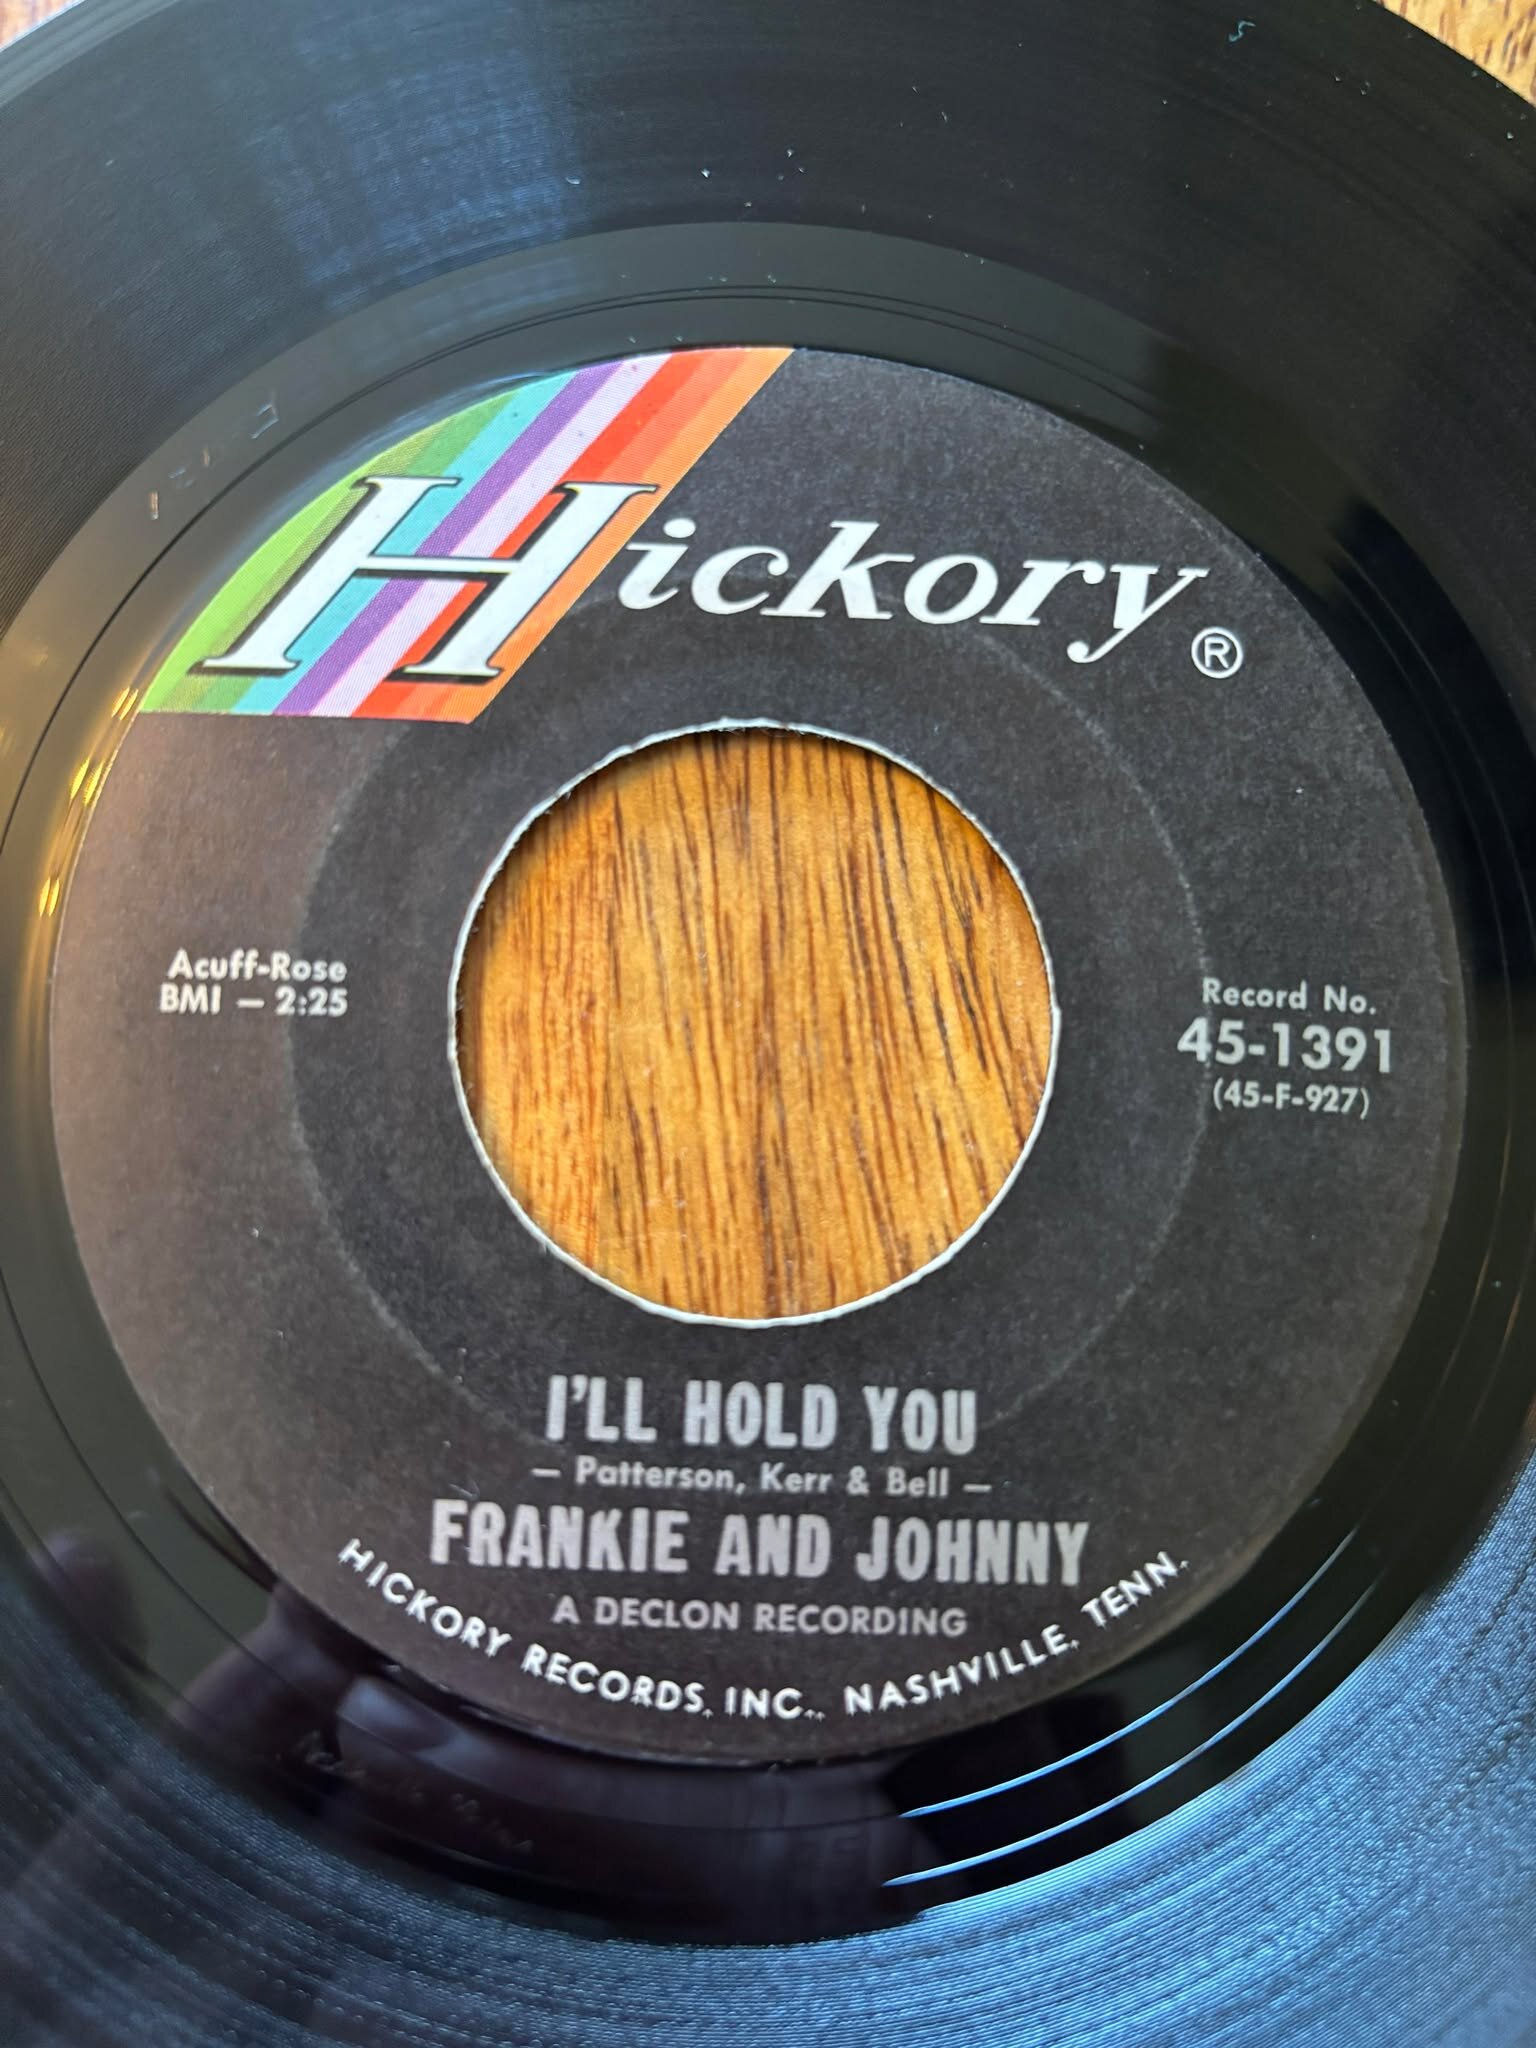 Hickory ®
Acuff-Rose
BMI — 2:25
Record No.
45-1391
(45-F-927)
I'LL HOLD YOU
— Patterson, Kerr & Bell —
FRANKIE AND JOHNNY
A DECLON RECORDING
HICKORY RECORDS, INC., NASHVILLE, TENN.